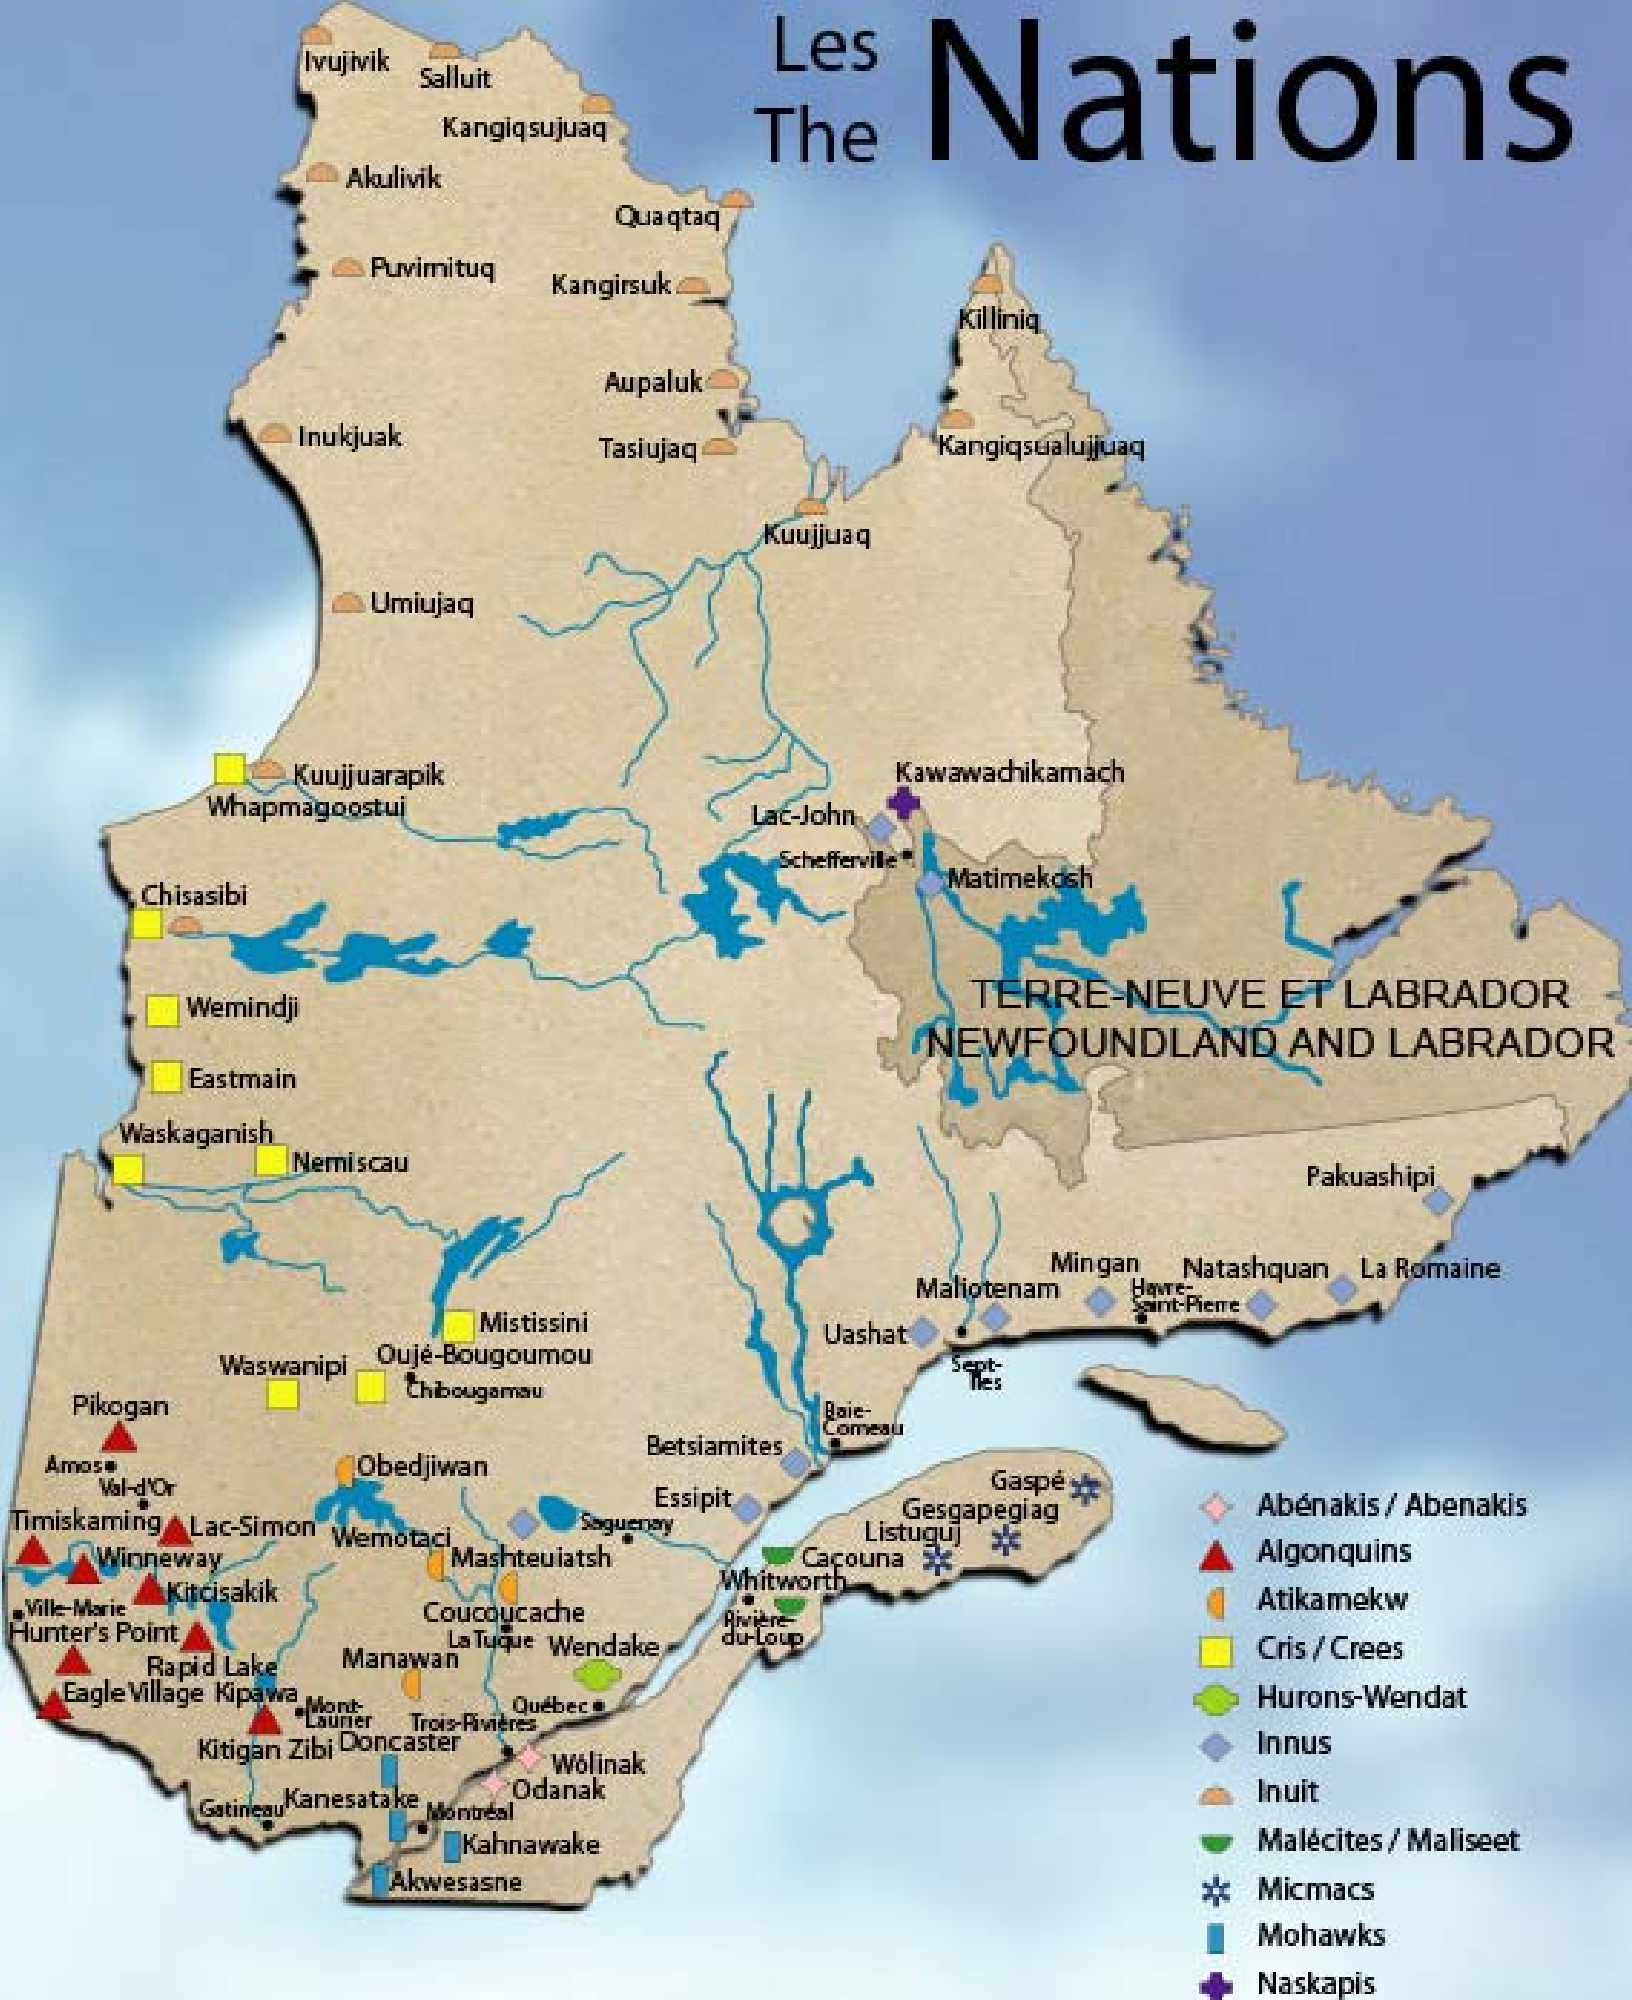 Les
The
Nations
Ivujivik
Salluit
Kangiqsujuaq
Akulivik
Quaqtaq
Puvirnituq
Kangirsuk
Killiniq
Aupaluk
Inukjuak
Tasiujaq
Kangiqsualujjuaq
Kuujjuaq
Umiujaq
Kuujjuarapik
Whapmagoostui
Kawawachikamach
Lac-John
Schefferville
Matimekosh
Chisasibi
TERRE-NEUVE ET LABRADOR
NEWFOUNDLAND AND LABRADOR
Wemindji
Eastmain
Waskaganish
Nemiscau
Pakuashipi
Mingan
Natashquan
La Romaine
Maliotenam
Havre-
Saint-Pierre
Uashat
Sept-
Îles
Mistissini
Oujé-Bougoumou
Waswanipi
Chibougamau
Pikogan
Amos
Val-d'Or
Baie-
Comeau
Betsiamites
Obedjiwan
Essipit
Gaspé
Gesgapegiag
Listuguj
Timiskaming
Lac-Simon
Wemotaci
Saguenay
Winneway
Mashteuiatsh
Cacouna
Whitworth
Kitcisakik
Ville-Marie
Coucoucache
Rivière-
du-Loup
Hunter's Point
La Tuque
Wendake
Rapid Lake
Manawan
Eagle Village Kipawa
Mont-
Laurier
Québec
Trois-Rivières
Kitigan Zibi
Doncaster
Wôlinak
Odanak
Gatineau
Kanesatake
Montréal
Kahnawake
Akwesasne
Abénakis / Abenakis
Algonquins
Atikamekw
Cris / Crees
Hurons-Wendat
Innus
Inuit
Malécites / Maliseet
Micmacs
Mohawks
Naskapis